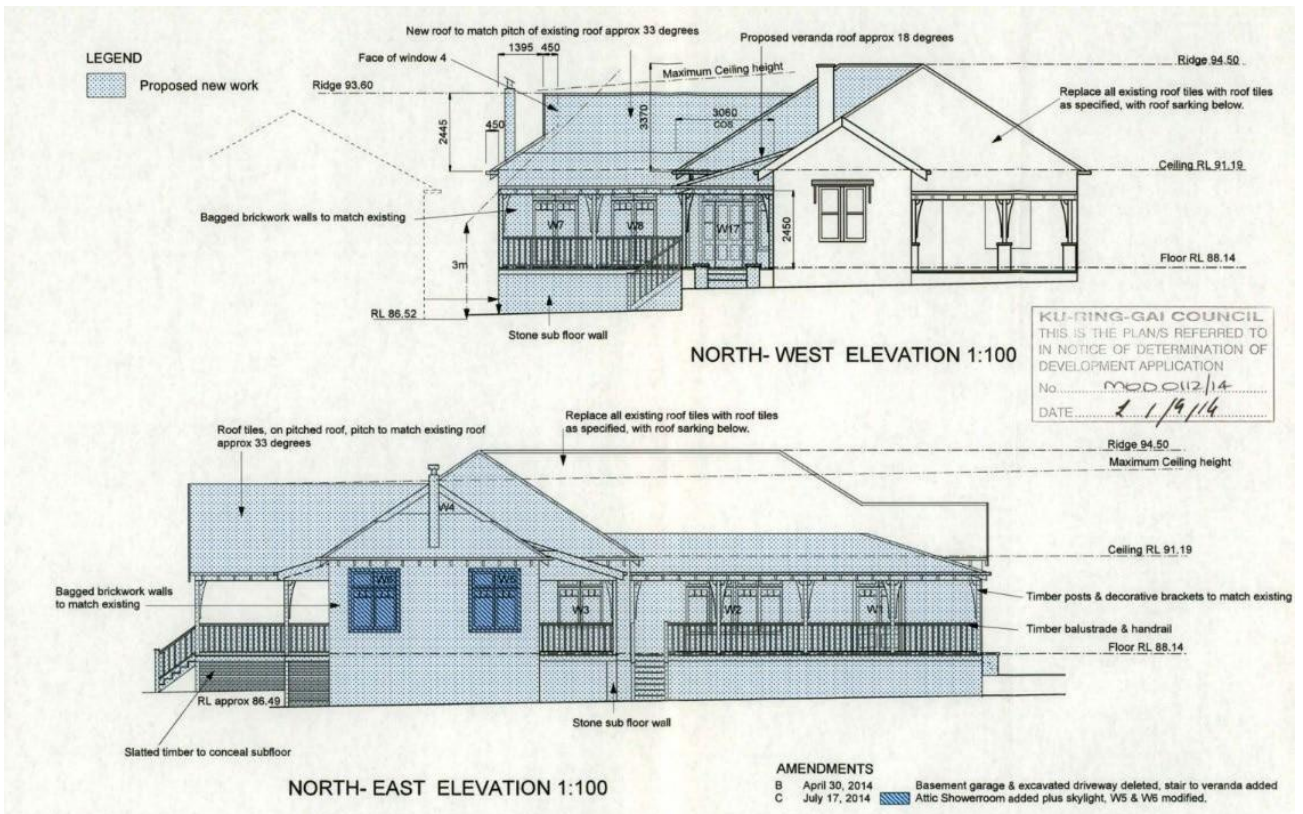 LEGEND
Proposed new work
New roof to match pitch of existing roof approx 33 degrees
1395 450
Face of window 4
Proposed veranda roof approx 18 degrees
Maximum Ceiling height
Ridge 93.60
Ridge 94.50
Replace all existing roof tiles with roof tiles
as specified, with roof sarking below.
2445
450
3370
3060
COS
Ceiling RL 91.19
Bagged brickwork walls to match existing
W7
W8
W17
2450
3m
Floor RL 88.14
RL 86.52
Stone sub floor wall
NORTH- WEST ELEVATION 1:100
KU-RING-GAI COUNCIL
THIS IS THE PLAN/S REFERRED TO
IN NOTICE OF DETERMINATION OF
DEVELOPMENT APPLICATION
No MOD0112/14
DATE
Roof tiles, on pitched roof, pitch to match existing roof
approx 33 degrees
Replace all existing roof tiles with roof tiles
as specified, with roof sarking below.
Ridge 94.50
Maximum Ceiling height
W4
Ceiling RL 91.19
Bagged brickwork walls
to match existing
W3
W2
W1
Timber posts & decorative brackets to match existing
Timber balustrade & handrail
Floor RL 88.14
RL approx 86.49
Stone sub floor wall
Slatted timber to conceal subfloor
NORTH- EAST ELEVATION 1:100
AMENDMENTS
B April 30, 2014 Basement garage & excavated driveway deleted, stair to veranda added
C July 17, 2014 Attic Showerroom added plus skylight, W5 & W6 modified.